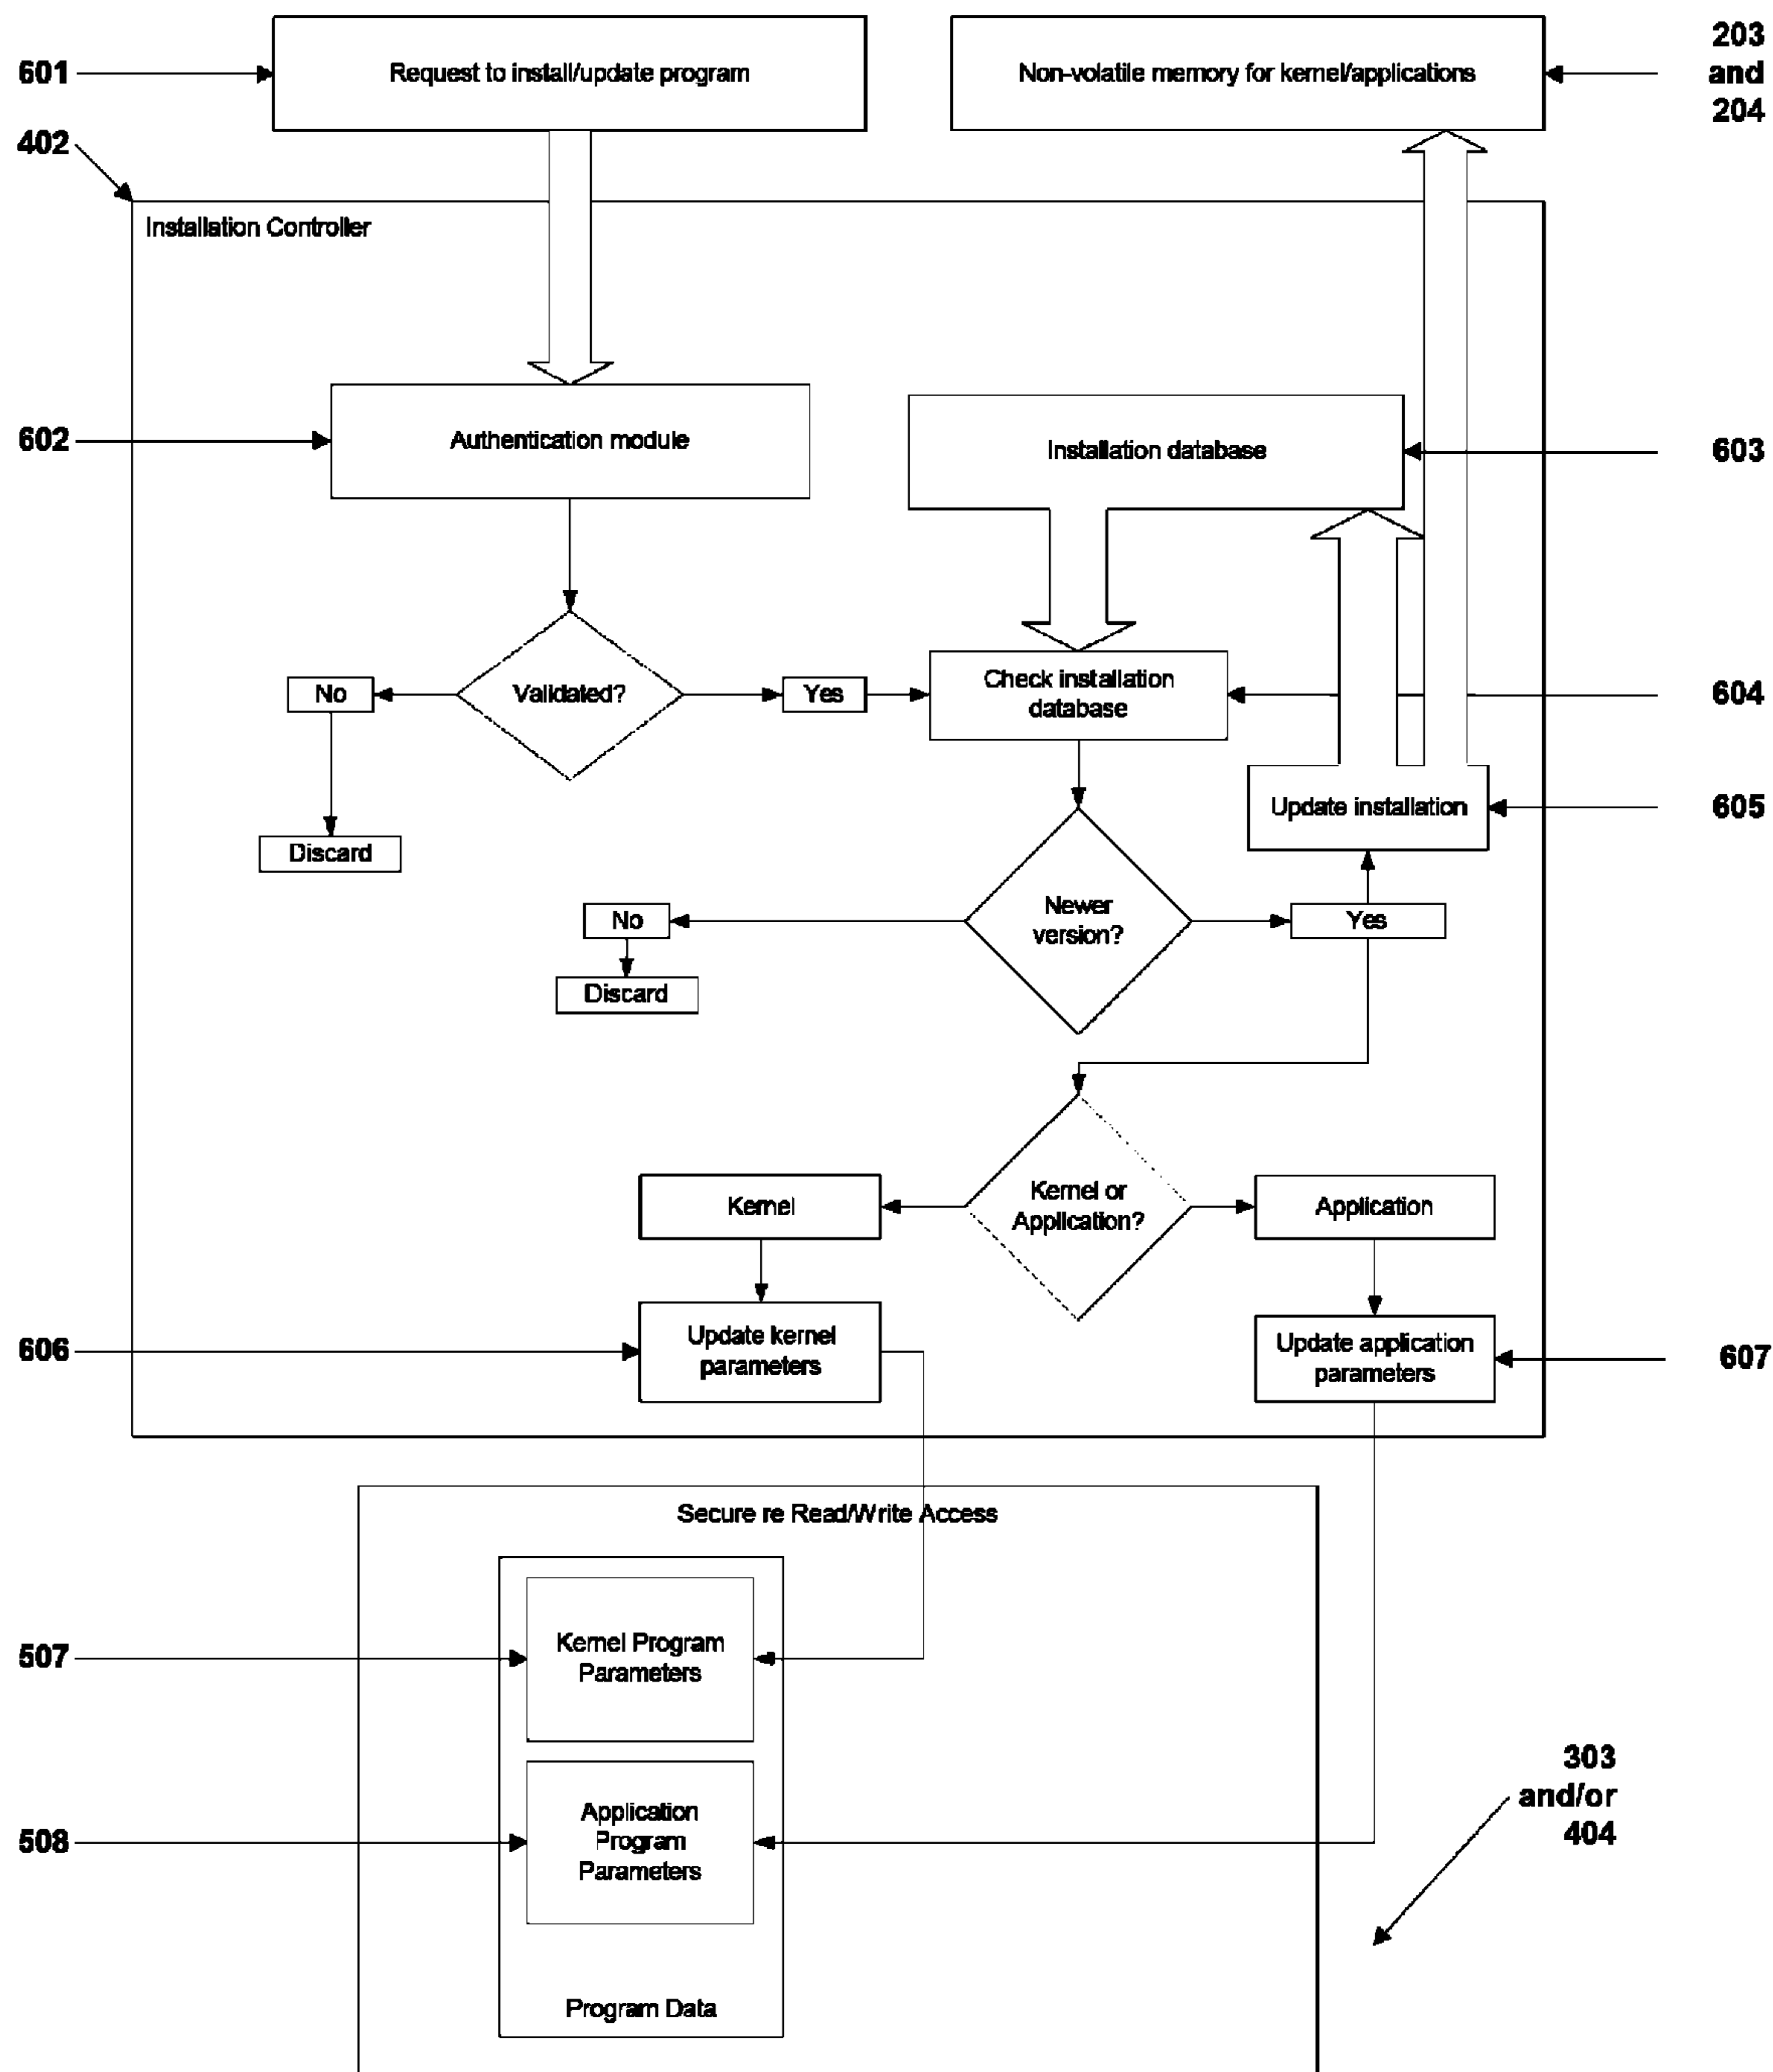 601
Request to install/update program
Non-volatile memory for kernel/applications
203
and
204
402
Installation Controller
602
Authentication module
Installation database
603
No
Validated?
Yes
Check installation
database
604
Discard
Update installation
605
No
Newer
version?
Yes
Discard
Kernel
Kernel or
Application?
Application
606
Update kernel
parameters
Update application
parameters
607
Secure re Read/Write Access
507
Kernel Program
Parameters
508
Application
Program
Parameters
303
and/or
404
Program Data